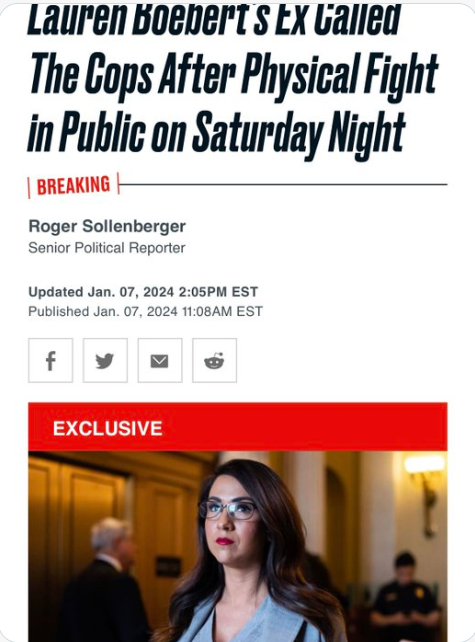 Lauren Boebert's Ex Called
The Cops After Physical Fight
in Public on Saturday Night
BREAKING
Roger Sollenberger
Senior Political Reporter
Updated Jan. 07, 2024 2:05PM EST
Published Jan. 07, 2024 11:08AM EST
EXCLUSIVE